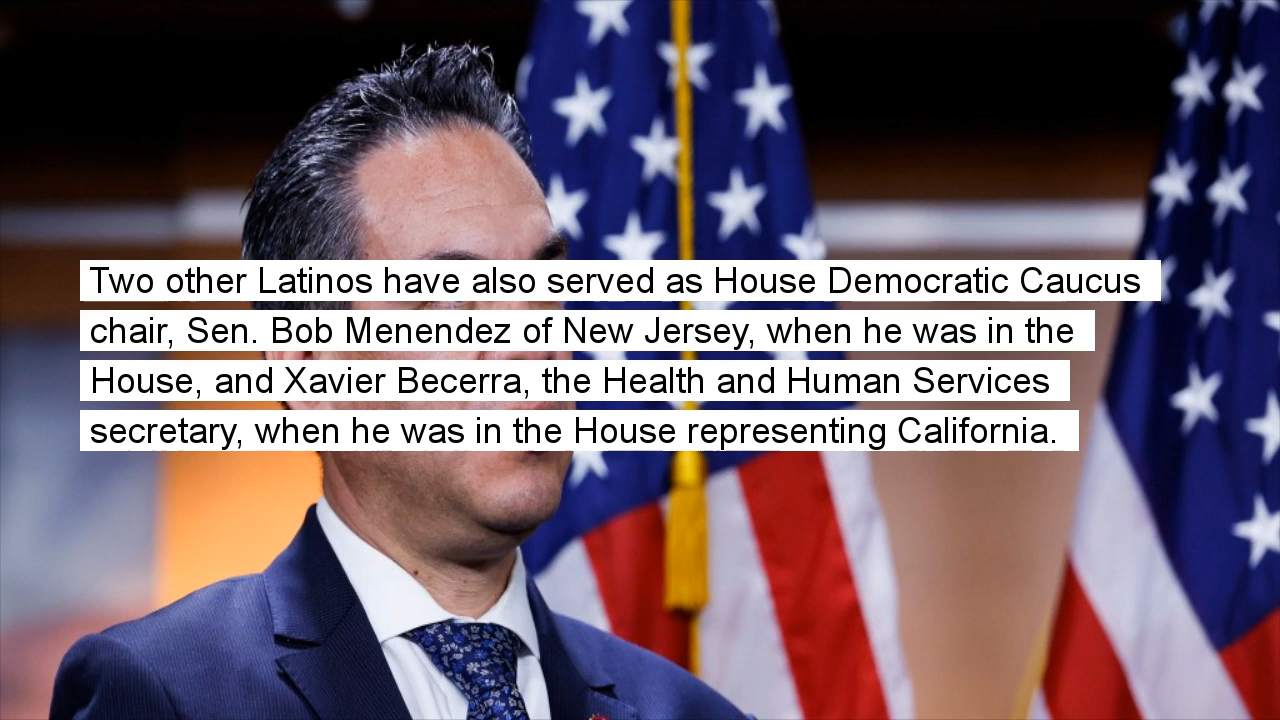 Two other Latinos have also served as House Democratic Caucus
chair, Sen. Bob Menendez of New Jersey, when he was in the
House, and Xavier Becerra, the Health and Human Services
secretary, when he was in the House representing California.